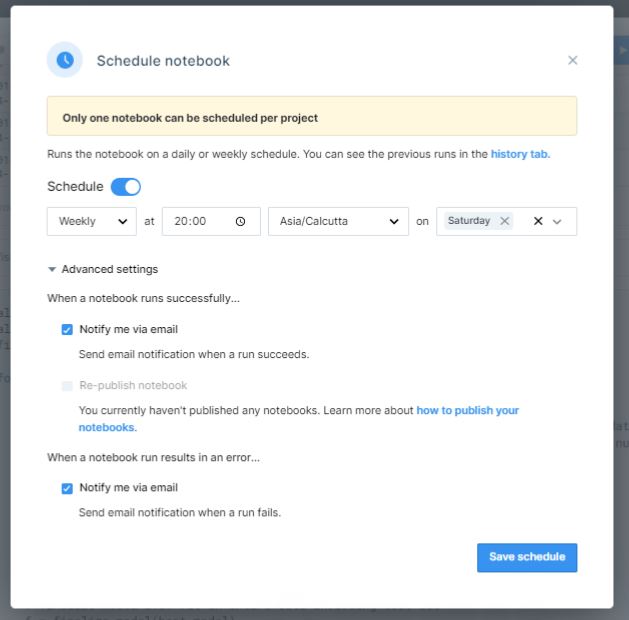 Schedule notebook
Only one notebook can be scheduled per project
Runs the notebook on a daily or weekly schedule. You can see the previous runs in the history tab.
Schedule
Weekly at 20:00 Asia/Calcutta on Saturday
Advanced settings
When a notebook runs successfully...
Notify me via email
Send email notification when a run succeeds.
Re-publish notebook
You currently haven't published any notebooks. Learn more about how to publish your
notebooks.
When a notebook run results in an error...
Notify me via email
Send email notification when a run fails.
Save schedule